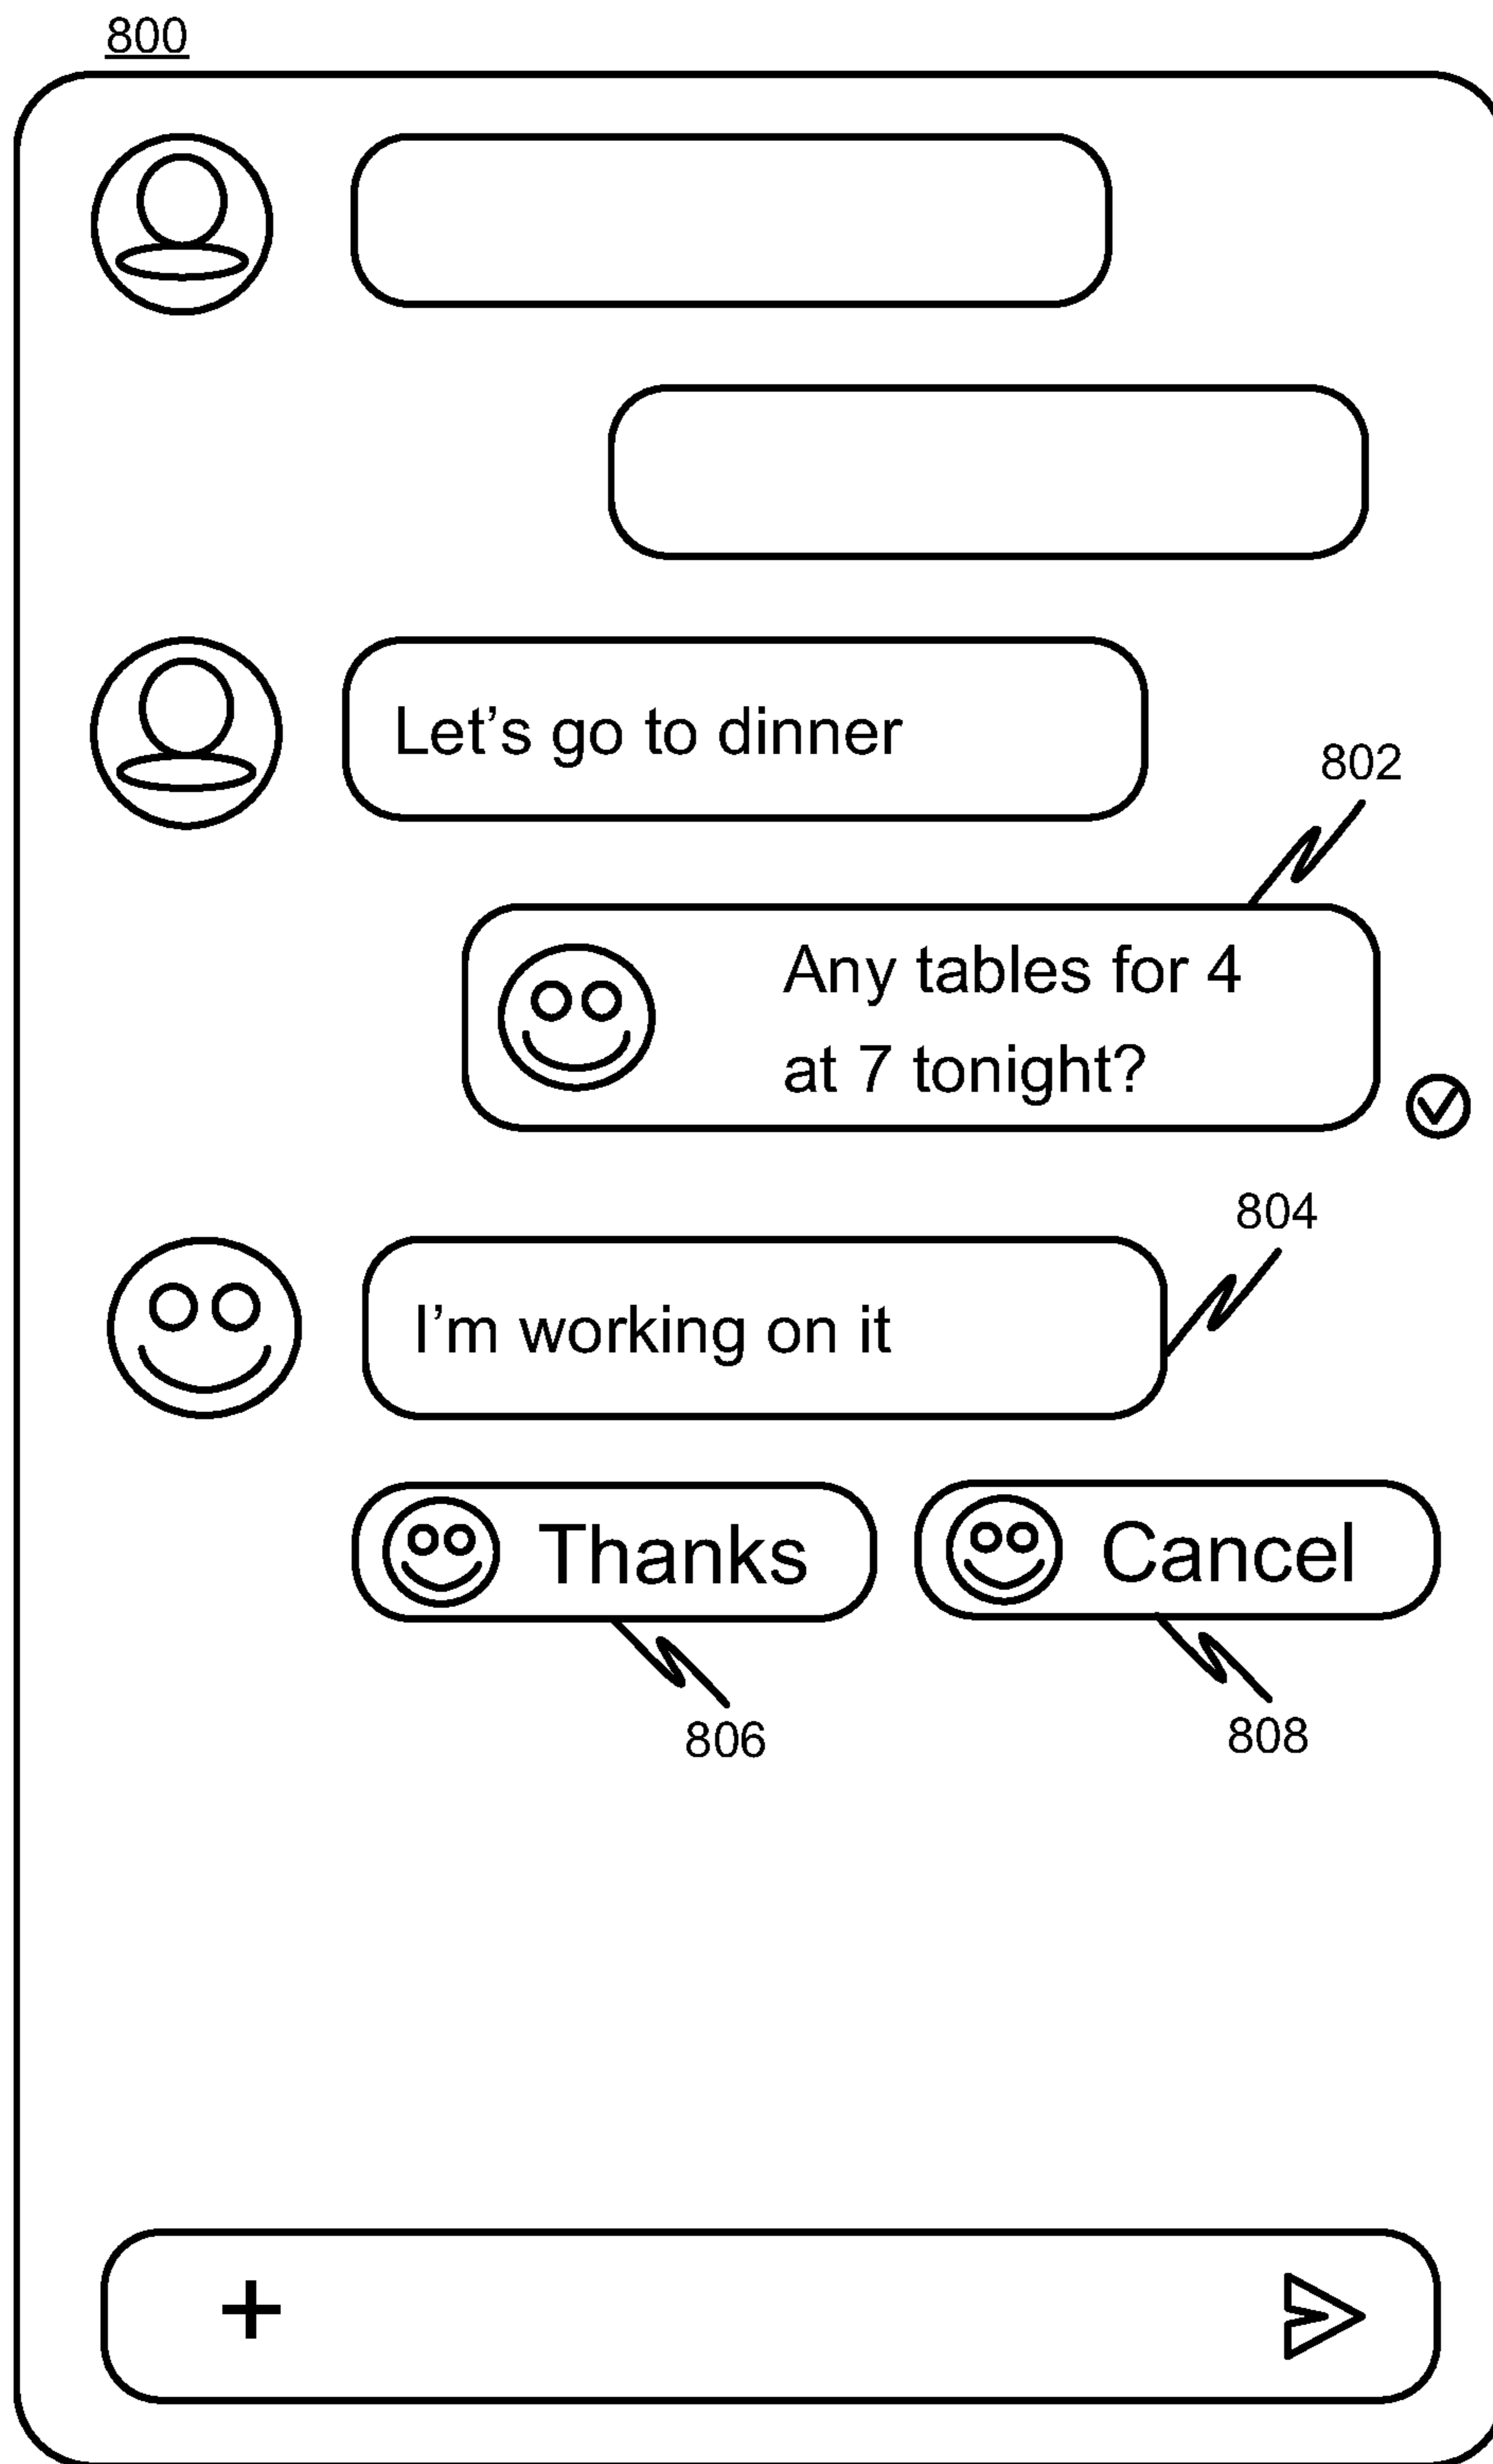 800
Let’s go to dinner
802
Any tables for 4
at 7 tonight?
804
I’m working on it
Thanks
Cancel
806
808
+